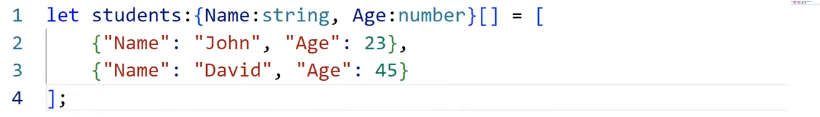 1 let students:{Name:string, Age:number}[] = [
2     {"Name": "John", "Age": 23},
3     {"Name": "David", "Age": 45}
4 ];